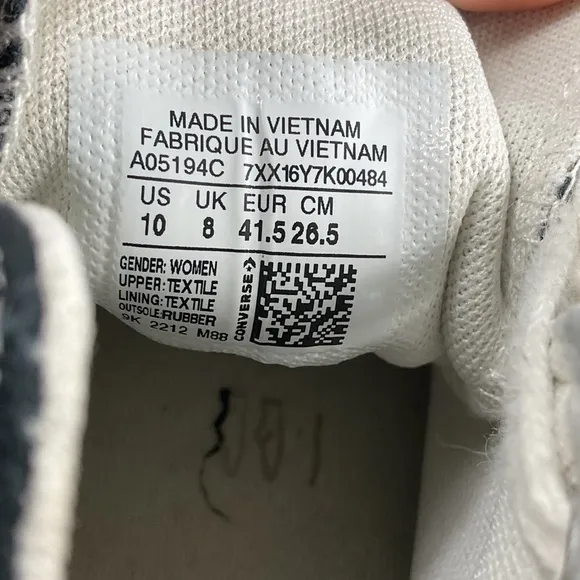 MADE IN VIETNAM
FABRIQUE AU VIETNAM
A05194C 7XX16Y7K00484
US UK EUR CM
10 8 41.5 26.5
GENDER: WOMEN
UPPER: TEXTILE
LINING: TEXTILE
OUTSOLE:RUBBER
9K 2212 M88
CONVERSE